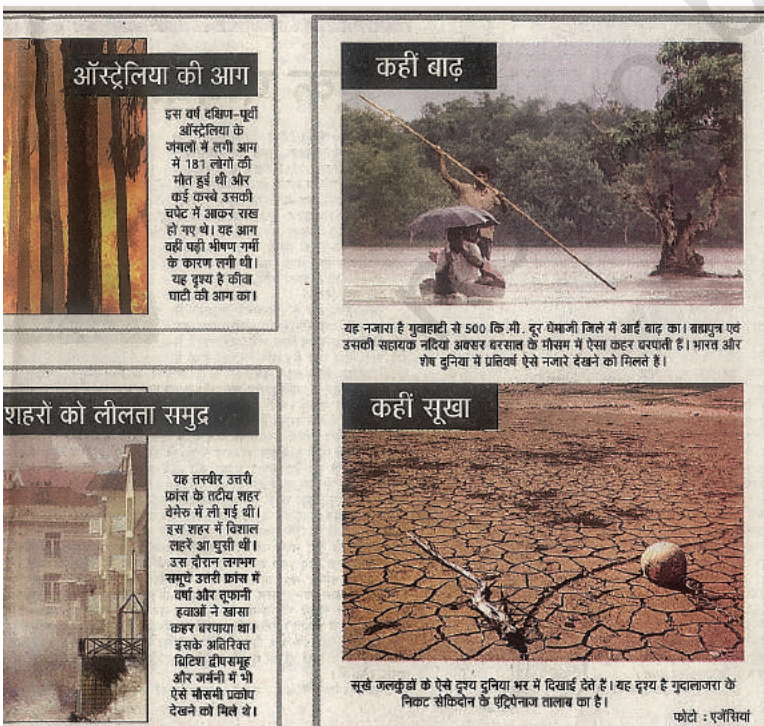 ऑस्ट्रेलिया की आग
इस वर्ष दक्षिण-पूर्वी
ऑस्ट्रेलिया के
जंगलों में लगी आग
में 181 लोगों की
मौत हुई थी और
कई कस्बे उसकी
चपेट में आकर राख
हो गए थे। यह आग
वहीं पड़ी भीषण गर्मी
के कारण लगी थी।
यह दृश्य है कीवा
घाटी की आग का।
शहरों को लीलता समुद्र
यह तस्वीर उत्तरी
फ्रांस के तटीय शहर
वेमेरु में ली गई थी।
इस शहर में विशाल
लहरें आ घुसी थी।
उस दौरान लगभग
समूचे उत्तरी फ्रांस में
वर्षा और तूफानी
हवाओं ने खासा
कहर बरपाया था।
इसके अतिरिक्त
ब्रिटिश द्वीपसमूह
और जर्मनी में भी
ऐसे मौसमी प्रकोप
देखने को मिले थे।
कहीं बाढ़
यह नजारा है गुवाहाटी से 500 कि.मी. दूर धेमाजी जिले में आई बाढ़ का। ब्रह्मपुत्र एवं
उसकी सहायक नदियां अक्सर बरसात के मौसम में ऐसा कहर बरपाती हैं। भारत और
शेष दुनिया में प्रतिवर्ष ऐसे नजारे देखने को मिलते हैं।
कहीं सूखा
सूखे जलकुंडों के ऐसे दृश्य दुनिया भर में दिखाई देते हैं। यह दृश्य है गुदालाजरा के
निकट सेकिदोन के एंट्रिपेनाज तालाब का है।
फोटो : एजेंसियां